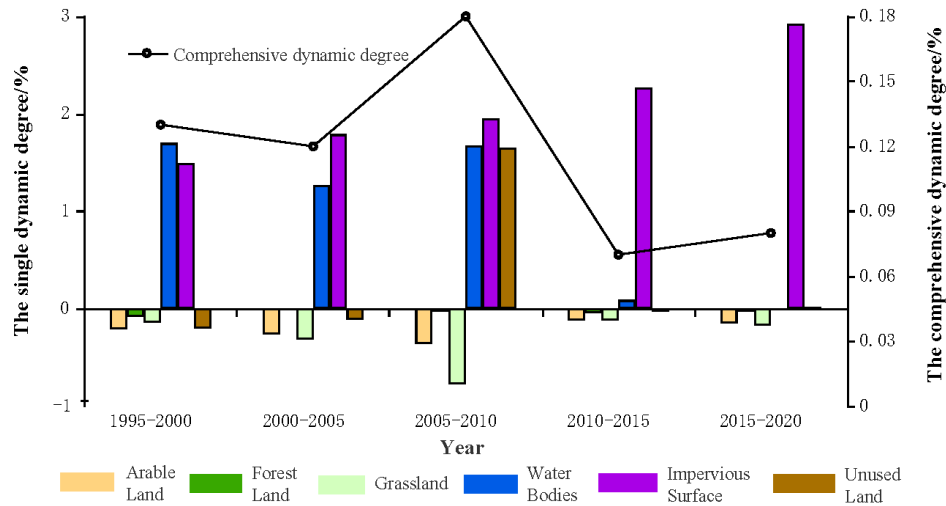 The single dynamic degree/%
3
2
1
0
-1
Comprehensive dynamic degree
0.18
0.15
0.12
0.09
0.06
0.03
0
The comprehensive dynamic degree/%
1995-2000
2000-2005
2005-2010
2010-2015
2015-2020
Year
Arable
Land
Forest
Land
Grassland
Water
Bodies
Impervious
Surface
Unused
Land